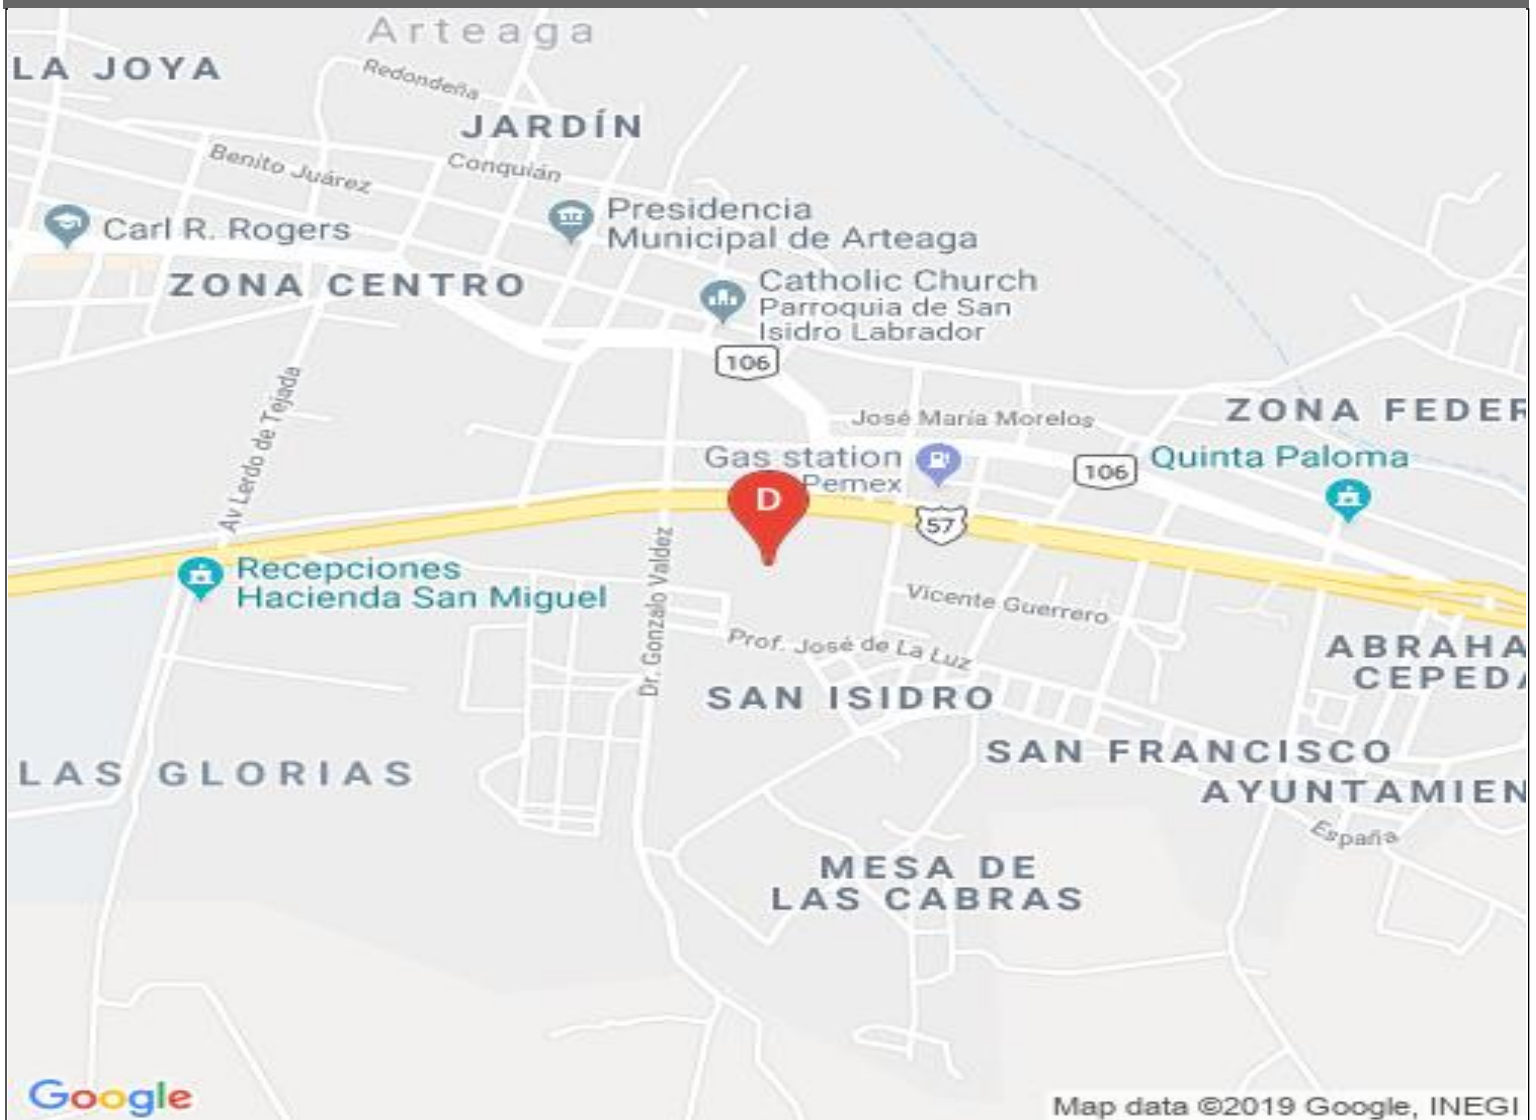 Arteaga
LA JOYA
Redondeña
JARDÍN
Benito Juárez
Conquián
Carl R. Rogers
Presidencia
Municipal de Arteaga
ZONA CENTRO
Catholic Church
Parroquia de San
Isidro Labrador
106
Av Lerdo de Tejada
José María Morelos
ZONA FEDER
Gas station
Pemex
106
Quinta Paloma
D
57
Recepciones
Hacienda San Miguel
Dr. Gonzalo Valdez
Vicente Guerrero
Prof. José de La Luz
ABRAHA
CEPEDA
SAN ISIDRO
SAN FRANCISCO
LAS GLORIAS
AYUNTAMIEN
España
MESA DE
LAS CABRAS
Google
Map data ©2019 Google, INEGI